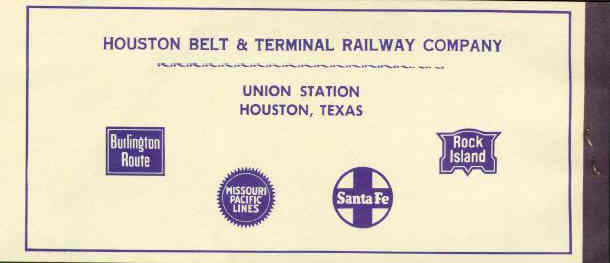 HOUSTON BELT & TERMINAL RAILWAY COMPANY
UNION STATION
HOUSTON, TEXAS
Burlington
Route
MISSOURI
PACIFIC
LINES
Santa Fe
Rock
Island